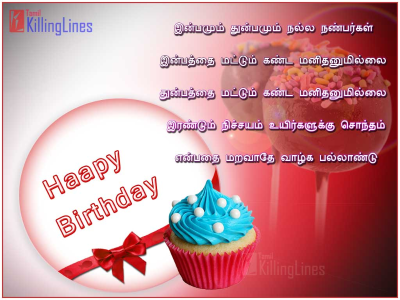 Tamil
KillingLines
இன்பமும் துன்பமும் நல்ல நண்பர்கள்
இன்பத்தை மட்டும் கண்ட மனிதனுமில்லை
துன்பத்தை மட்டும் கண்ட மனிதனுமில்லை
இரண்டும் நிச்சயம் உயிர்களுக்கு சொந்தம்
என்பதை மறவாதே வாழ்க பல்லாண்டு
Haapy
Birthday
Tamil
KillingLines